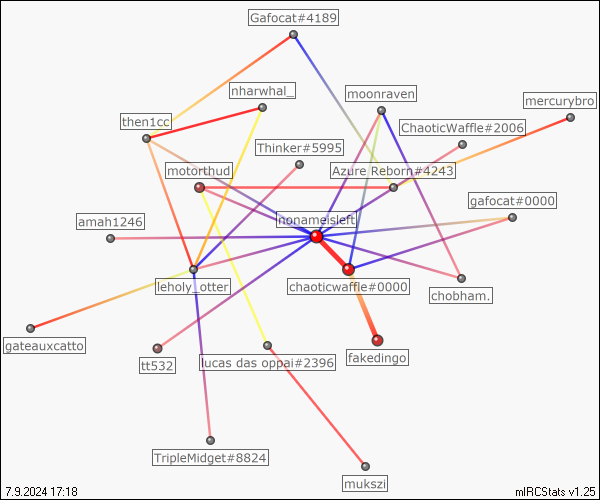 Gafocat#4189
nharwhal_
moonraven
mercurybro
then1cc
ChaoticWaffle#2006
Thinker#5995
motorthud
Azure Reborn#4243
gafocat#0000
amah1246
nonameisleft
leholy_otter
chaoticwaffle#0000
chobham.
gateauxcatto
tt532
lucas das oppai#2396
fakedingo
TripleMidget#8824
mukszi
7.9.2024 17:18
mIRCStats v1.25